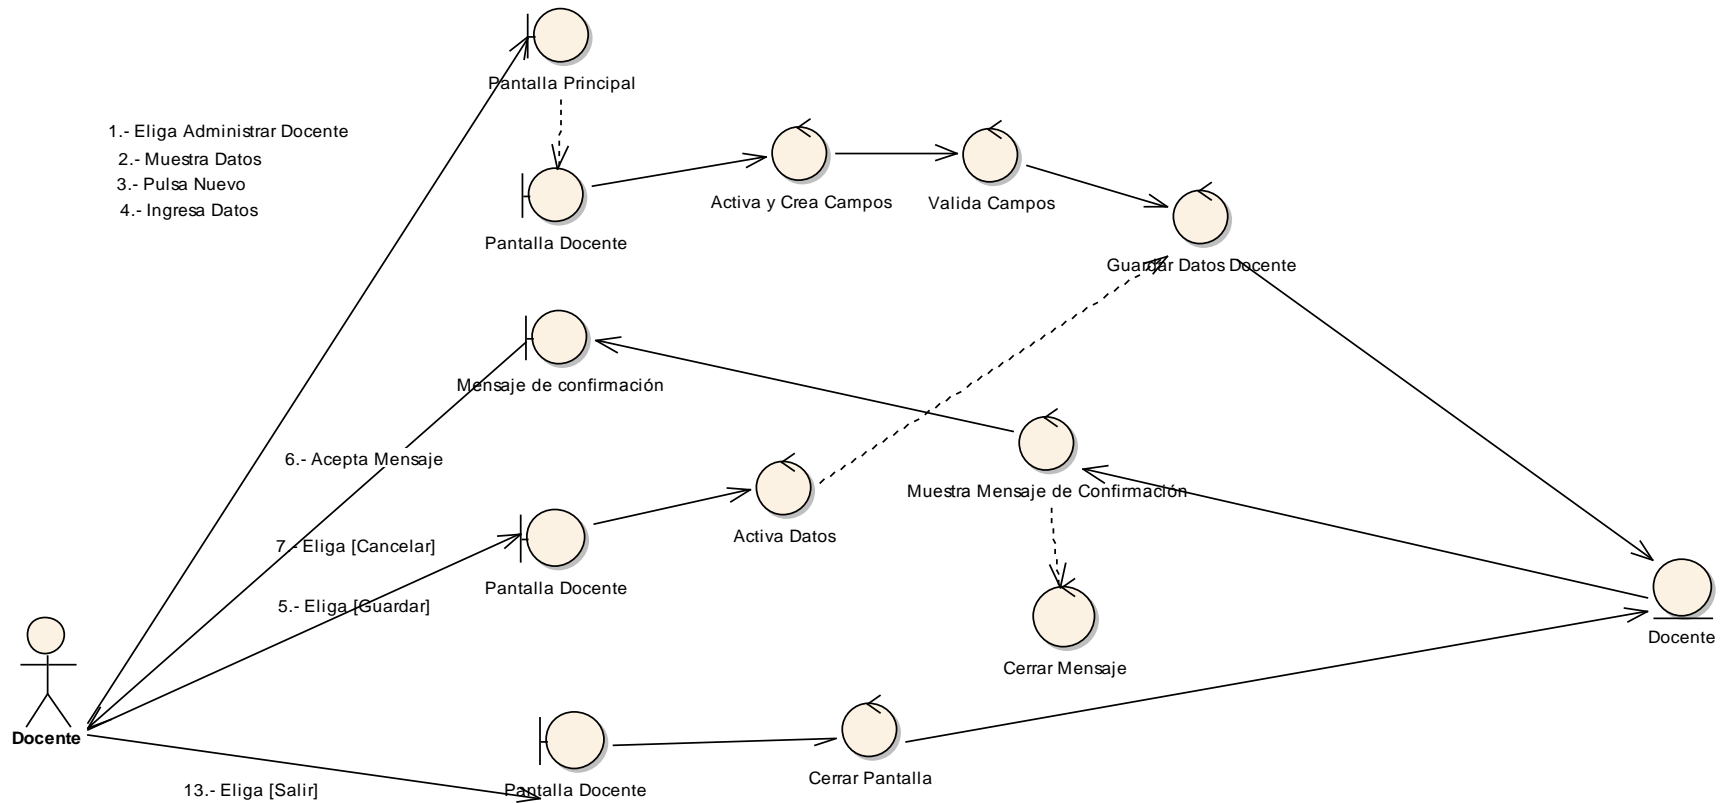 Pantalla Principal
1.- Eliga Administrar Docente
2.- Muestra Datos
3.- Pulsa Nuevo
4.- Ingresa Datos
Activa y Crea Campos
Valida Campos
Pantalla Docente
Guardar Datos Docente
Mensaje de confirmación
6.- Acepta Mensaje
Muestra Mensaje de Confirmación
Activa Datos
7.- Eliga [Cancelar]
Pantalla Docente
5.- Eliga [Guardar]
Docente
Cerrar Mensaje
Docente
Cerrar Pantalla
13.- Eliga [Salir]
Pantalla Docente